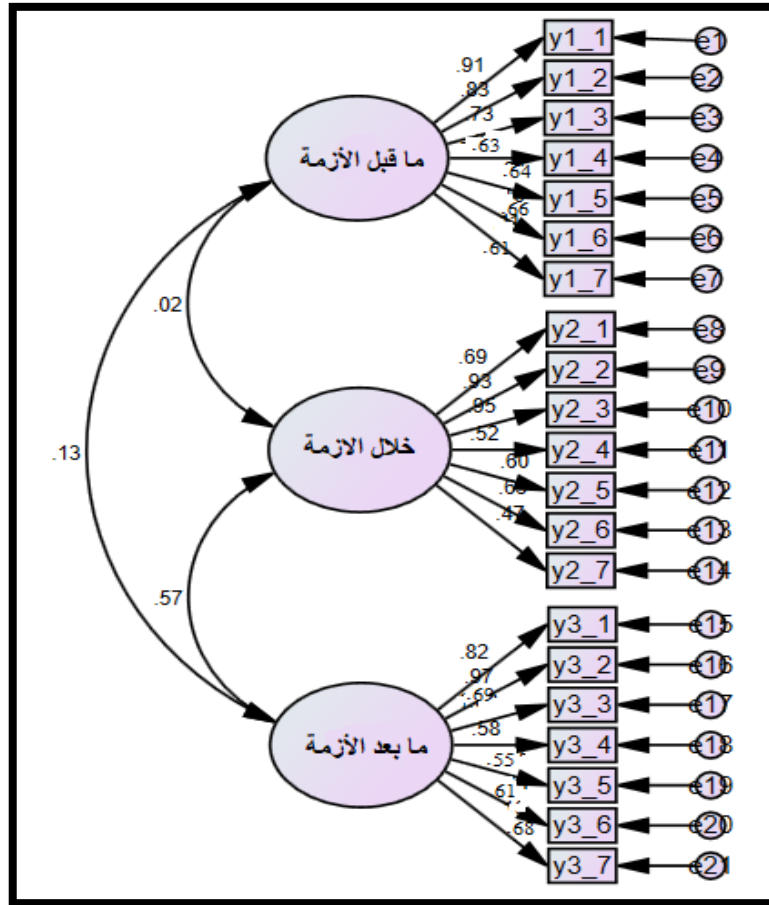 .91
y1_1
e1
.83
y1_2
e2
.73
y1_3
e3
ما قبل الأزمة
.63
y1_4
e4
.64
y1_5
e5
.66
y1_6
e6
.61
y1_7
e7
.02
.69
y2_1
e8
.93
y2_2
e9
.95
y2_3
e10
.13
خلال الازمة
.52
y2_4
e11
.60
y2_5
e12
y2_6
e13
.47
y2_7
e14
.57
.82
y3_1
e15
.97
y3_2
e16
.69
y3_3
e17
ما بعد الأزمة
.58
y3_4
e18
.55
y3_5
e19
.61
y3_6
e20
.68
y3_7
e21